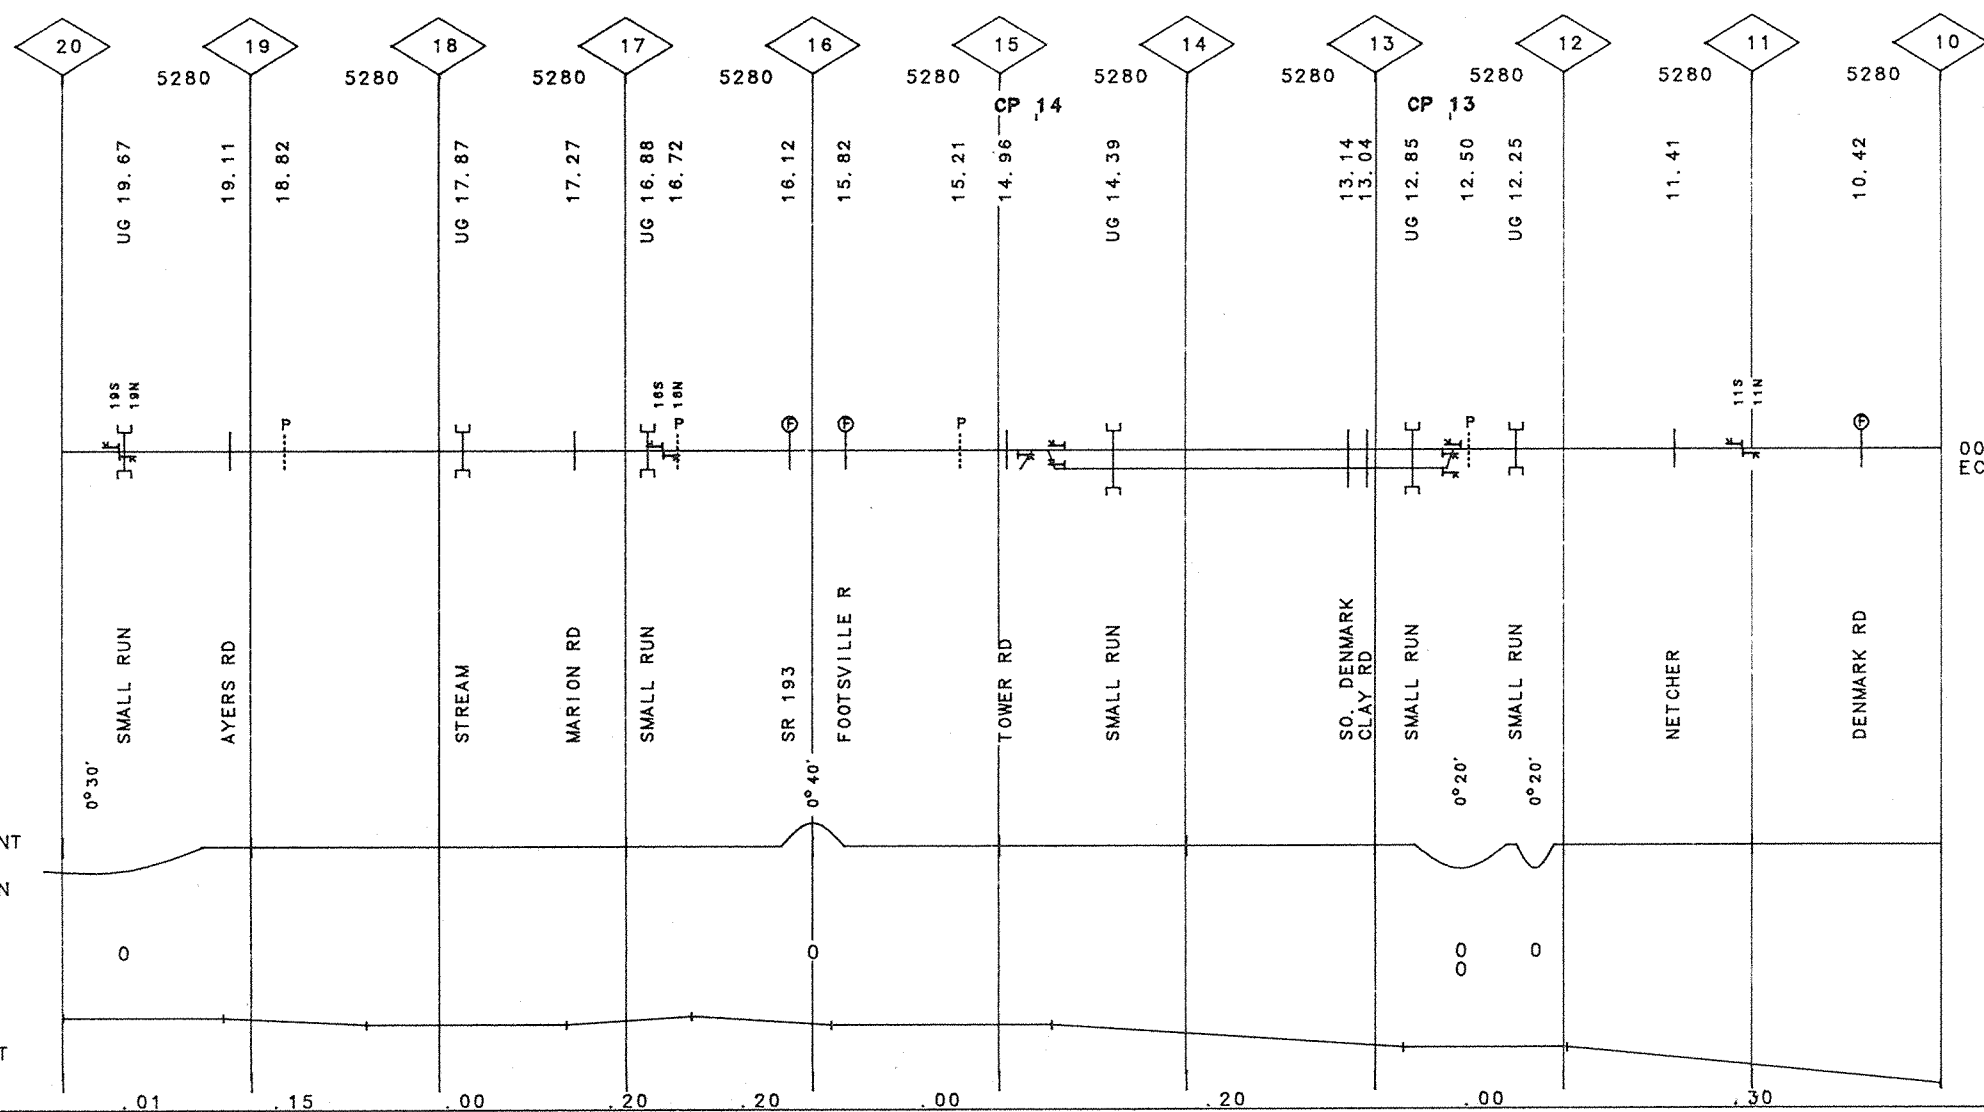 20 19 18 17 16 15 14 13 12 11 10
5280 5280 5280 5280 5280 5280 5280 5280 5280 5280
CP 14 CP 13
UG 19.67
19.11
18.82
UG 17.87
17.27
UG 16.88
16.72
16.12
15.82
15.21
14.96
UG 14.39
13.14
13.04
UG 12.85
12.50
UG 12.25
11.41
10.42
19S
19N
16S
16N
11S
11N
P P P P
F F F
00
EC
SMALL RUN
AYERS RD
STREAM
MARION RD
SMALL RUN
SR 193
FOOTSVILLE R
TOWER RD
SMALL RUN
SO. DENMARK
CLAY RD
SMALL RUN
SMALL RUN
NETCHER
DENMARK RD
0°30'
0°40'
0°20'
0°20'
NT
N
0 0 0 0
0
T
.01 .15 .00 .20 .20 .00 .20 .00 .30